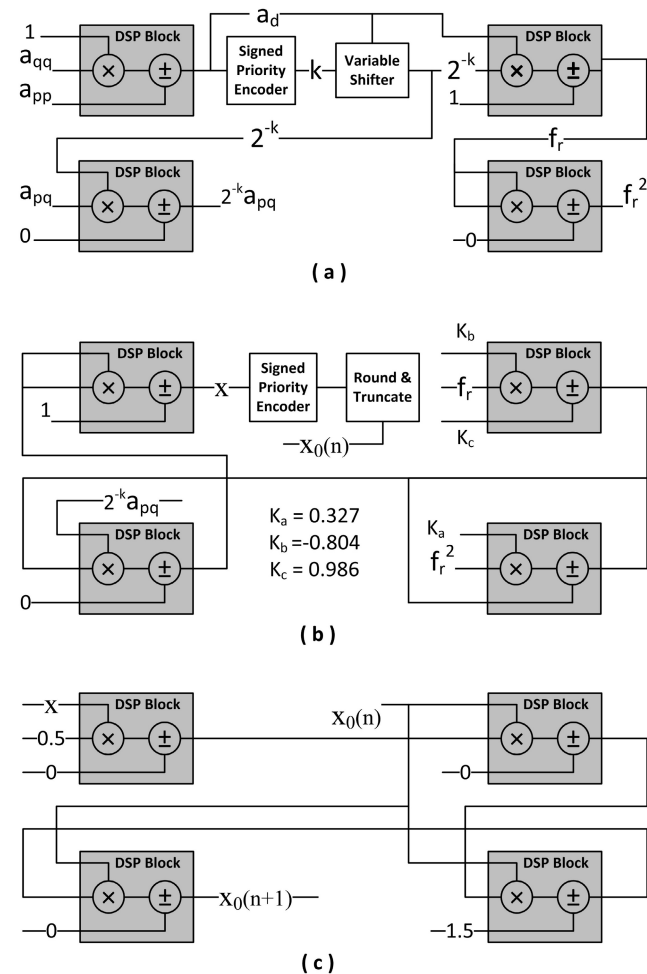 1
DSP Block
a_d
DSP Block
a_qq
×
±
Signed Priority Encoder
k
Variable Shifter
2^-k
×
±
a_pp
1
2^-k
f_r
DSP Block
DSP Block
a_pq
×
±
2^-k a_pq
×
±
f_r^2
0
0
( a )
K_b
DSP Block
DSP Block
×
±
x
Signed Priority Encoder
Round & Truncate
f_r
×
±
1
x_0(n)
K_c
2^-k a_pq
DSP Block
K_a = 0.327
K_b =-0.804
K_c = 0.986
K_a
DSP Block
×
±
f_r^2
×
±
0
( b )
x
DSP Block
x_0(n)
DSP Block
0.5
×
±
×
±
0
0
DSP Block
DSP Block
×
±
x_0(n+1)
×
±
0
1.5
( c )